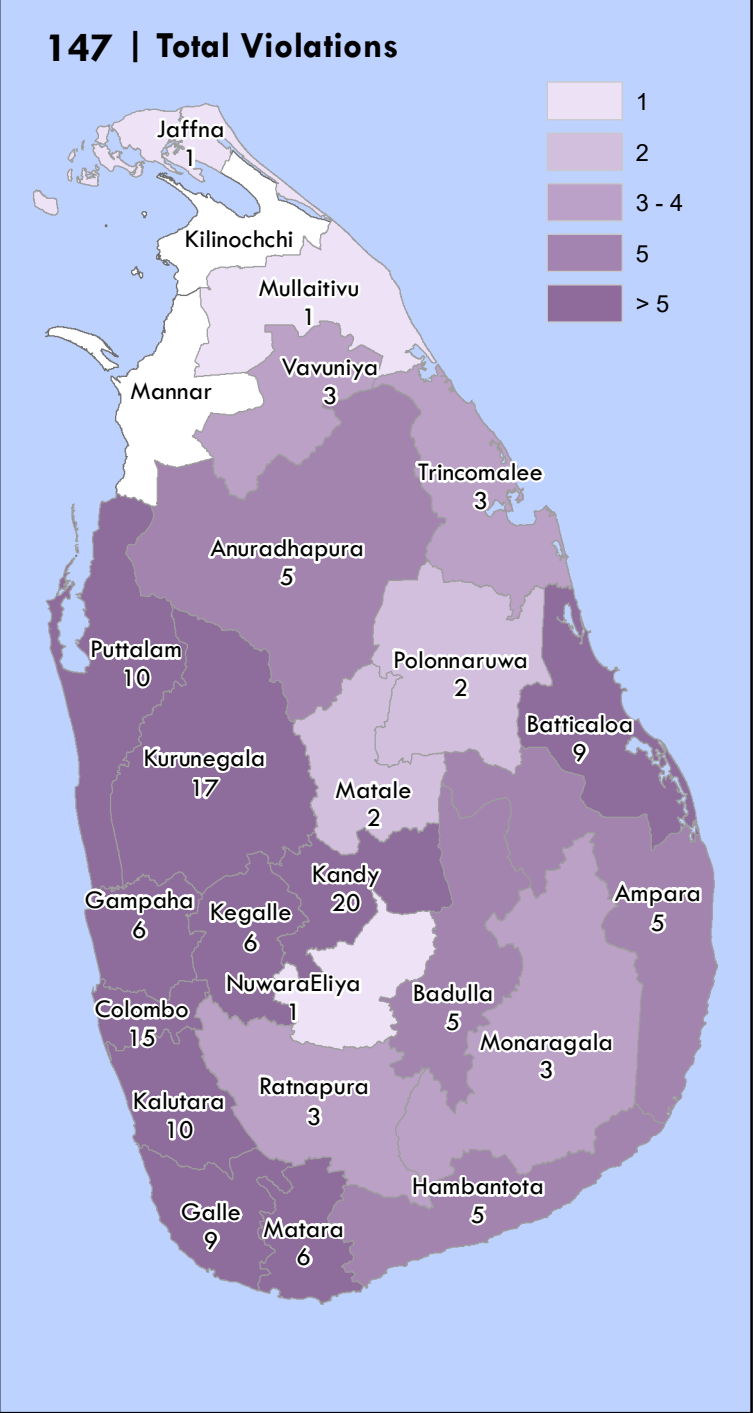 147 | Total Violations
1
2
3 - 4
5
> 5
Jaffna
1
Kilinochchi
Mullaitivu
1
Vavuniya
3
Mannar
Trincomalee
3
Anuradhapura
5
Puttalam
10
Polonnaruwa
2
Batticaloa
9
Kurunegala
17
Matale
2
Kandy
20
Gampaha
6
Kegalle
6
Ampara
5
NuwaraEliya
1
Badulla
5
Colombo
15
Monaragala
3
Ratnapura
3
Kalutara
10
Hambantota
5
Galle
9
Matara
6